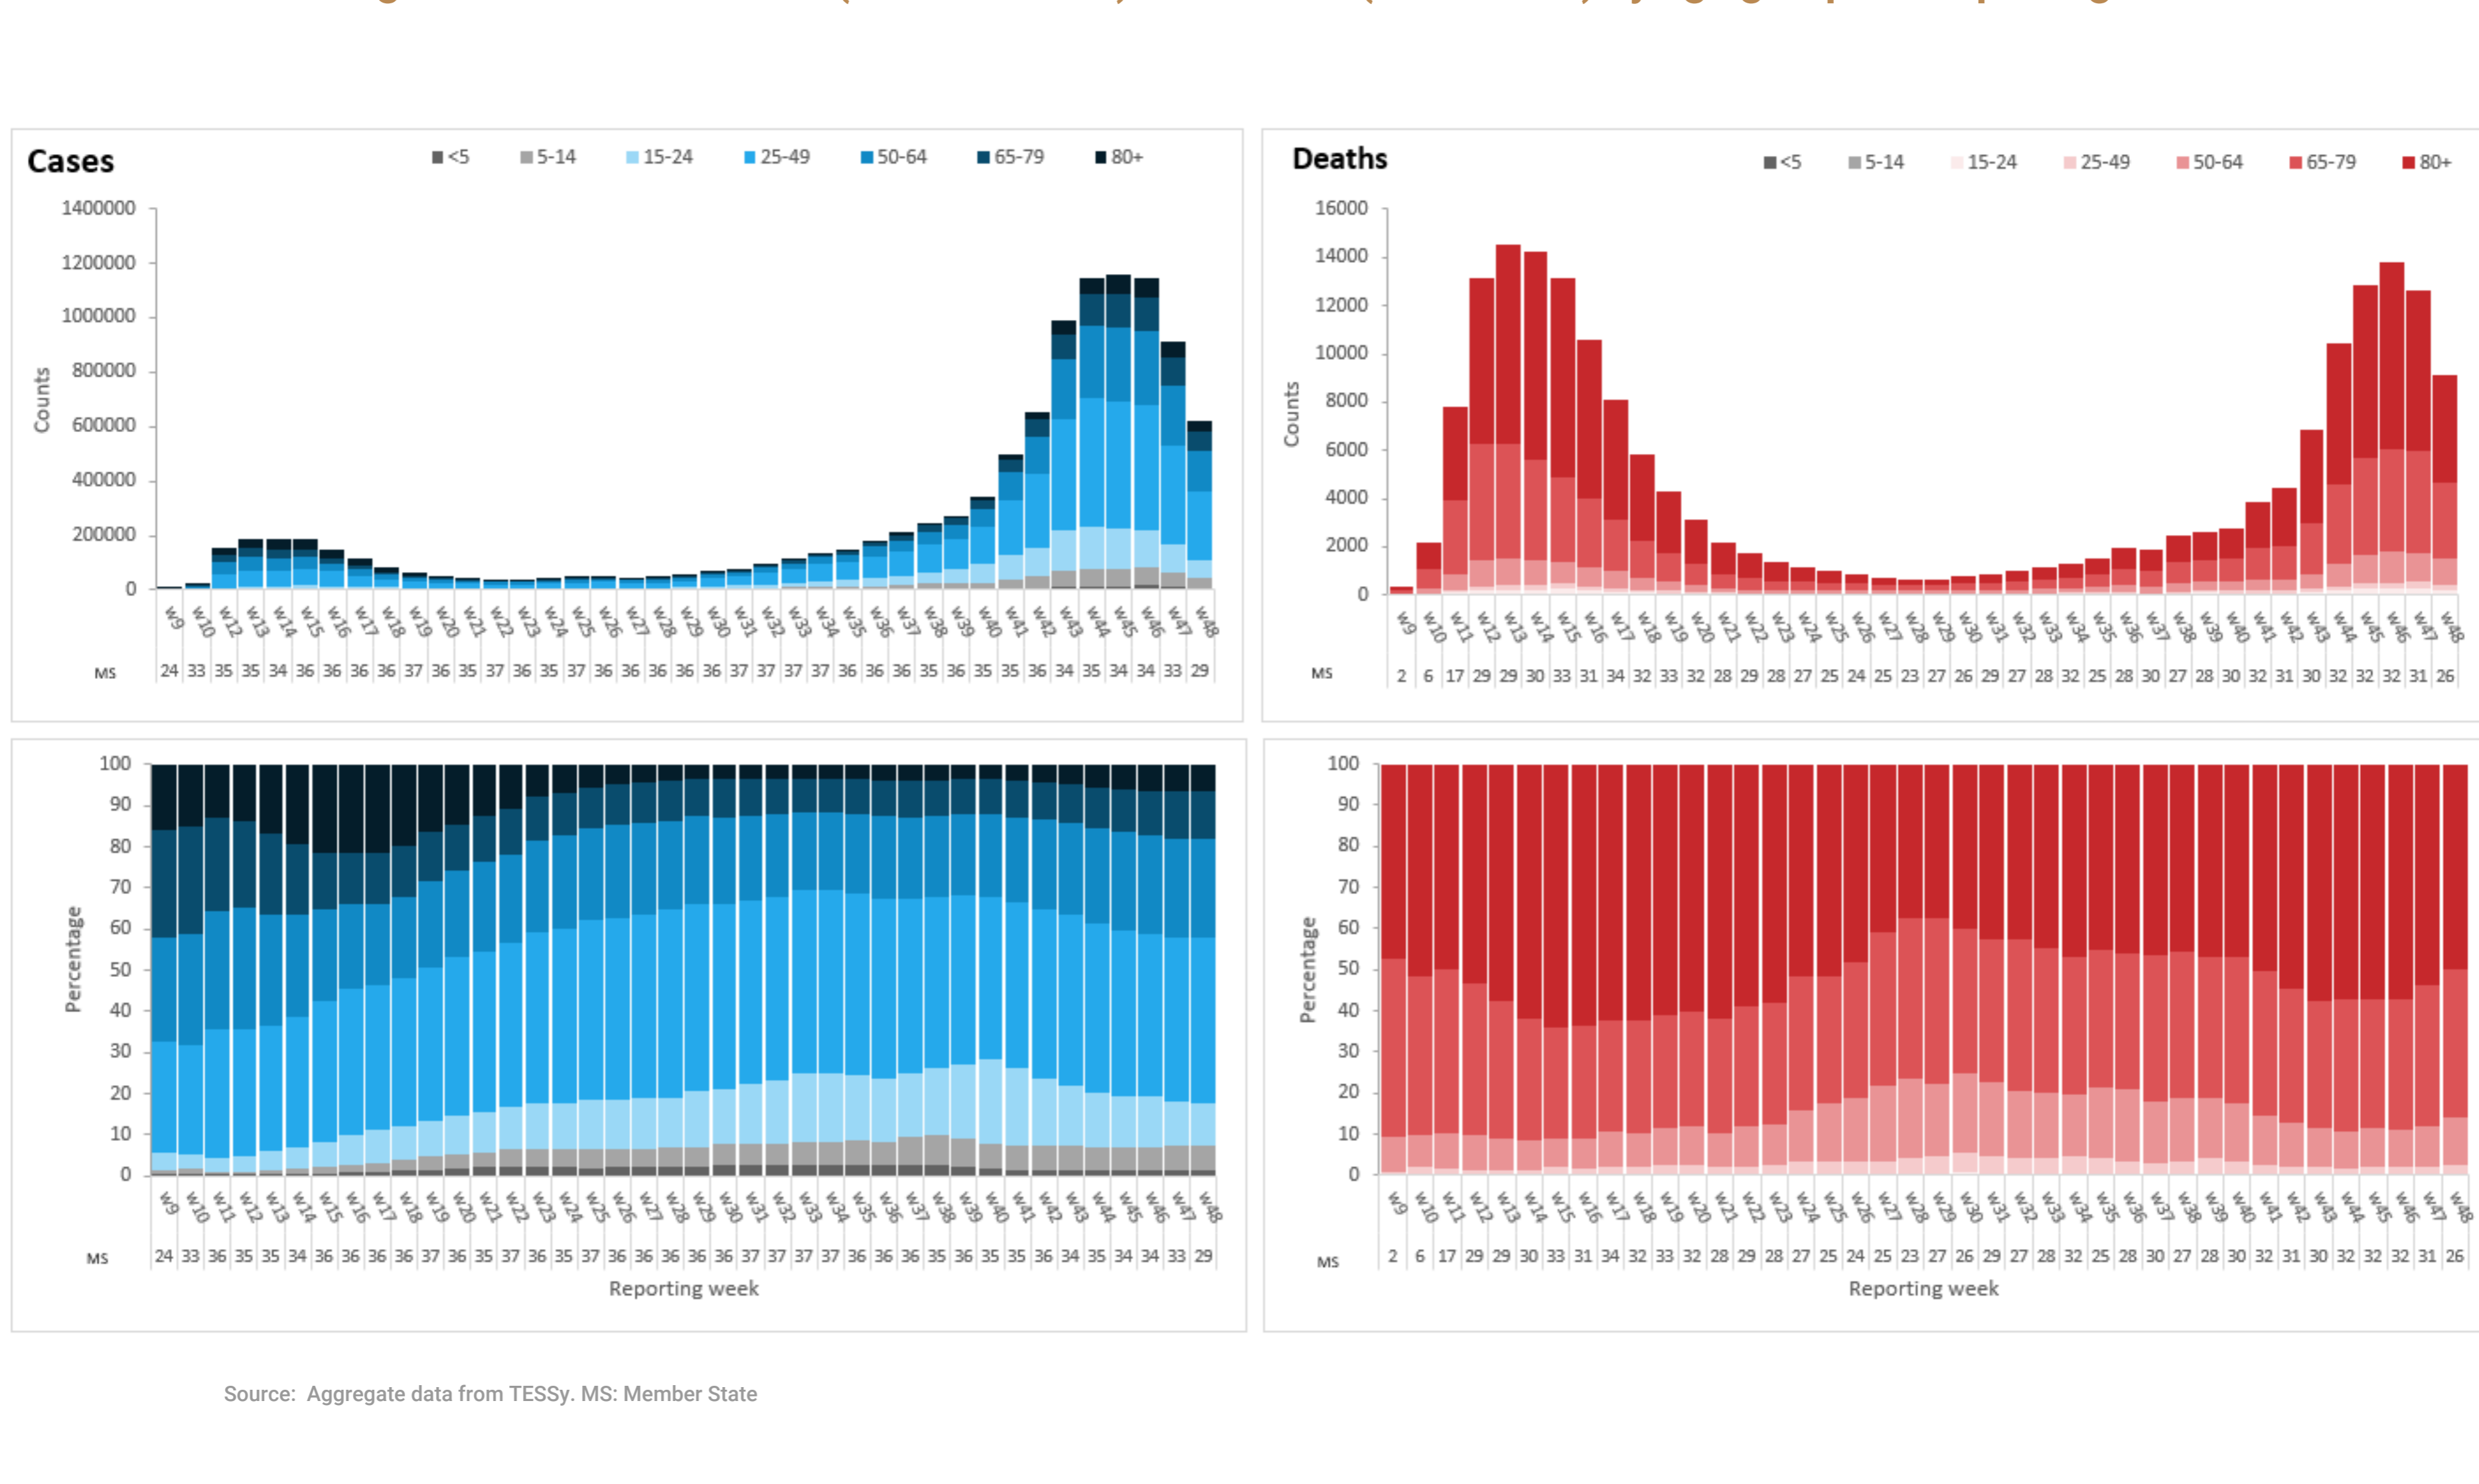 Cases
<5 5-14 15-24 25-49 50-64 65-79 80+
1400000
1200000
1000000
800000
600000
400000
200000
0
Counts
w9 w10 w12 w13 w14 w15 w16 w17 w18 w19 w20 w21 w22 w23 w24 w25 w26 w27 w28 w29 w30 w31 w32 w33 w34 w35 w36 w37 w38 w39 w40 w41 w42 w43 w44 w45 w46 w47 w48
MS 24 33 35 35 34 36 36 36 36 37 36 35 37 36 35 37 36 36 36 36 36 37 37 37 37 36 36 36 35 36 35 35 36 34 35 34 34 33 29
Deaths
<5 5-14 15-24 25-49 50-64 65-79 80+
16000
14000
12000
10000
8000
6000
4000
2000
0
Counts
w9 w10 w11 w12 w13 w14 w15 w16 w17 w18 w19 w20 w21 w22 w23 w24 w25 w26 w27 w28 w29 w30 w31 w32 w33 w34 w35 w36 w37 w38 w39 w40 w41 w42 w43 w44 w45 w46 w47 w48
MS 2 6 17 29 29 30 33 31 34 32 33 32 28 29 28 27 25 24 25 23 27 26 29 27 28 32 25 28 30 27 28 30 32 31 30 32 32 32 31 26
100
90
80
70
60
50
40
30
20
10
0
Percentage
w9 w10 w11 w12 w13 w14 w15 w16 w17 w18 w19 w20 w21 w22 w23 w24 w25 w26 w27 w28 w29 w30 w31 w32 w33 w34 w35 w36 w37 w38 w39 w40 w41 w42 w43 w44 w45 w46 w47 w48
MS 24 33 36 35 35 34 36 36 36 36 37 36 35 37 36 35 37 36 36 36 36 36 37 37 37 37 36 36 36 35 36 35 35 36 34 35 34 34 33 29
Reporting week
100
90
80
70
60
50
40
30
20
10
0
Percentage
w9 w10 w11 w12 w13 w14 w15 w16 w17 w18 w19 w20 w21 w22 w23 w24 w25 w26 w27 w28 w29 w30 w31 w32 w33 w34 w35 w36 w37 w38 w39 w40 w41 w42 w43 w44 w45 w46 w47 w48
MS 2 6 17 29 29 30 33 31 34 32 33 32 28 29 28 27 25 24 25 23 27 26 29 27 28 32 25 28 30 27 28 30 32 31 30 32 32 32 31 26
Reporting week
Source: Aggregate data from TESSy. MS: Member State